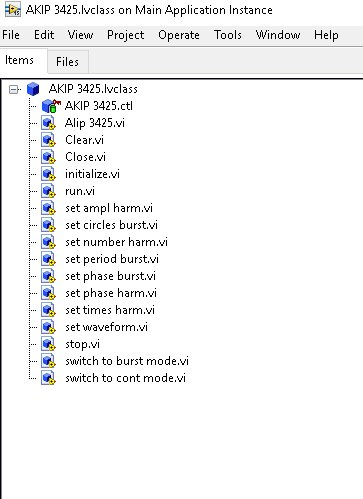 AKIP 3425.lvclass on Main Application Instance
File Edit View Project Operate Tools Window Help
Items Files
AKIP 3425.lvclass
AKIP 3425.ctl
Alip 3425.vi
Clear.vi
Close.vi
initialize.vi
run.vi
set ampl harm.vi
set circles burst.vi
set number harm.vi
set period burst.vi
set phase burst.vi
set phase harm.vi
set times harm.vi
set waveform.vi
stop.vi
switch to burst mode.vi
switch to cont mode.vi